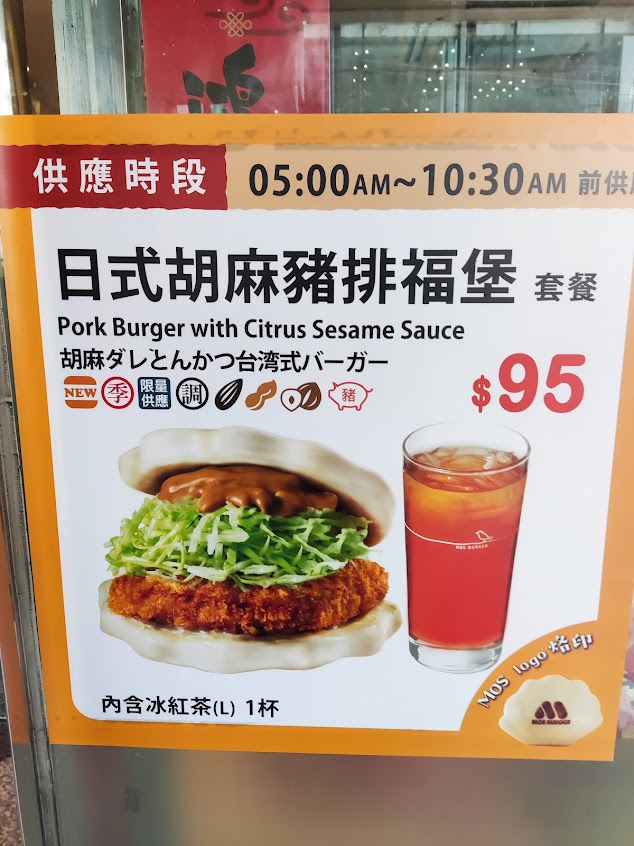 鴻
供應時段 05:00AM~10:30AM 前供應
日式胡麻豬排福堡 套餐
Pork Burger with Citrus Sesame Sauce
胡麻ダレとんかつ台湾式バーガー
NEW 季 限量供應 調 豬
$95
MOS BURGER
MOS logo 烙印
MOS BURGER
內含冰紅茶(L) 1杯